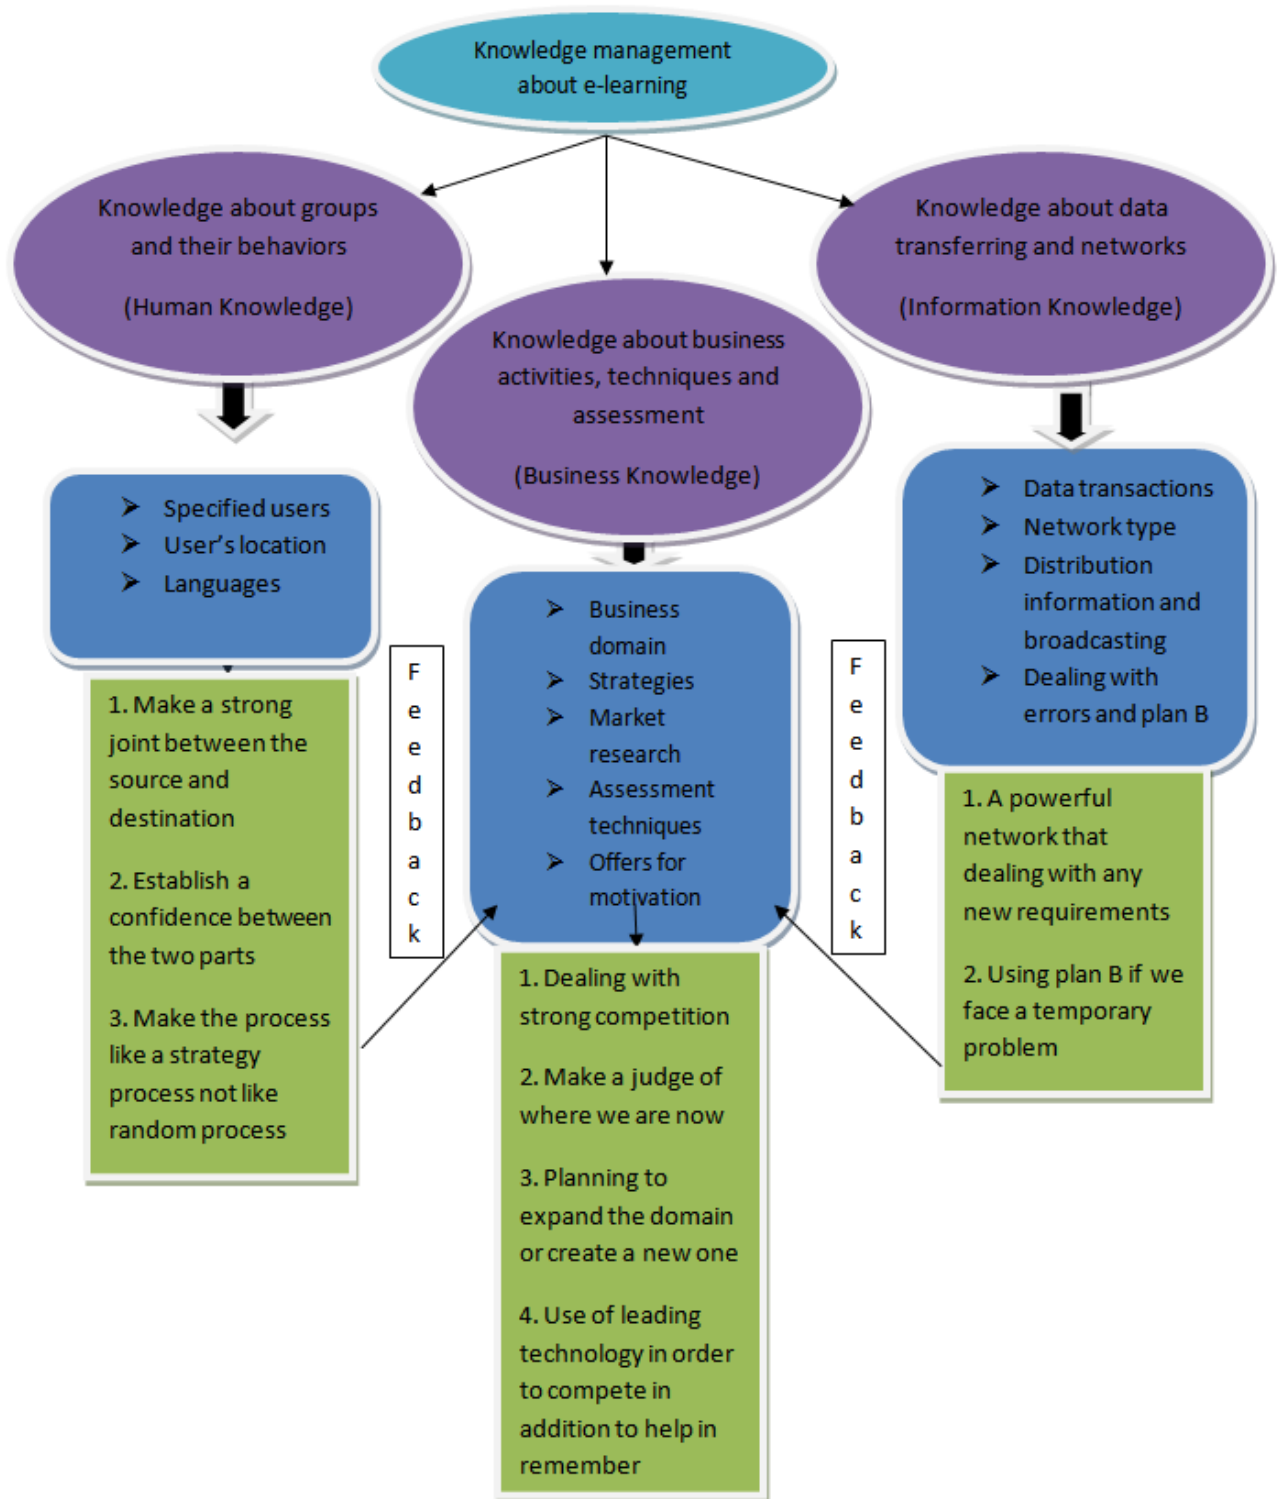 Knowledge management
about e-learning
Knowledge about groups
and their behaviors
(Human Knowledge)
Knowledge about business
activities, techniques and
assessment
(Business Knowledge)
Knowledge about data
transferring and networks
(Information Knowledge)
➢ Specified users
➢ User’s location
➢ Languages
1. Make a strong
joint between the
source and
destination
2. Establish a
confidence between
the two parts
3. Make the process
like a strategy
process not like
random process
F
e
e
d
b
a
c
k
➢ Business
domain
➢ Strategies
➢ Market
research
➢ Assessment
techniques
➢ Offers for
motivation
1. Dealing with
strong competition
2. Make a judge of
where we are now
3. Planning to
expand the domain
or create a new one
4. Use of leading
technology in order
to compete in
addition to help in
remember
F
e
e
d
b
a
c
k
➢ Data transactions
➢ Network type
➢ Distribution
information and
broadcasting
➢ Dealing with
errors and plan B
1. A powerful
network that
dealing with any
new requirements
2. Using plan B if we
face a temporary
problem